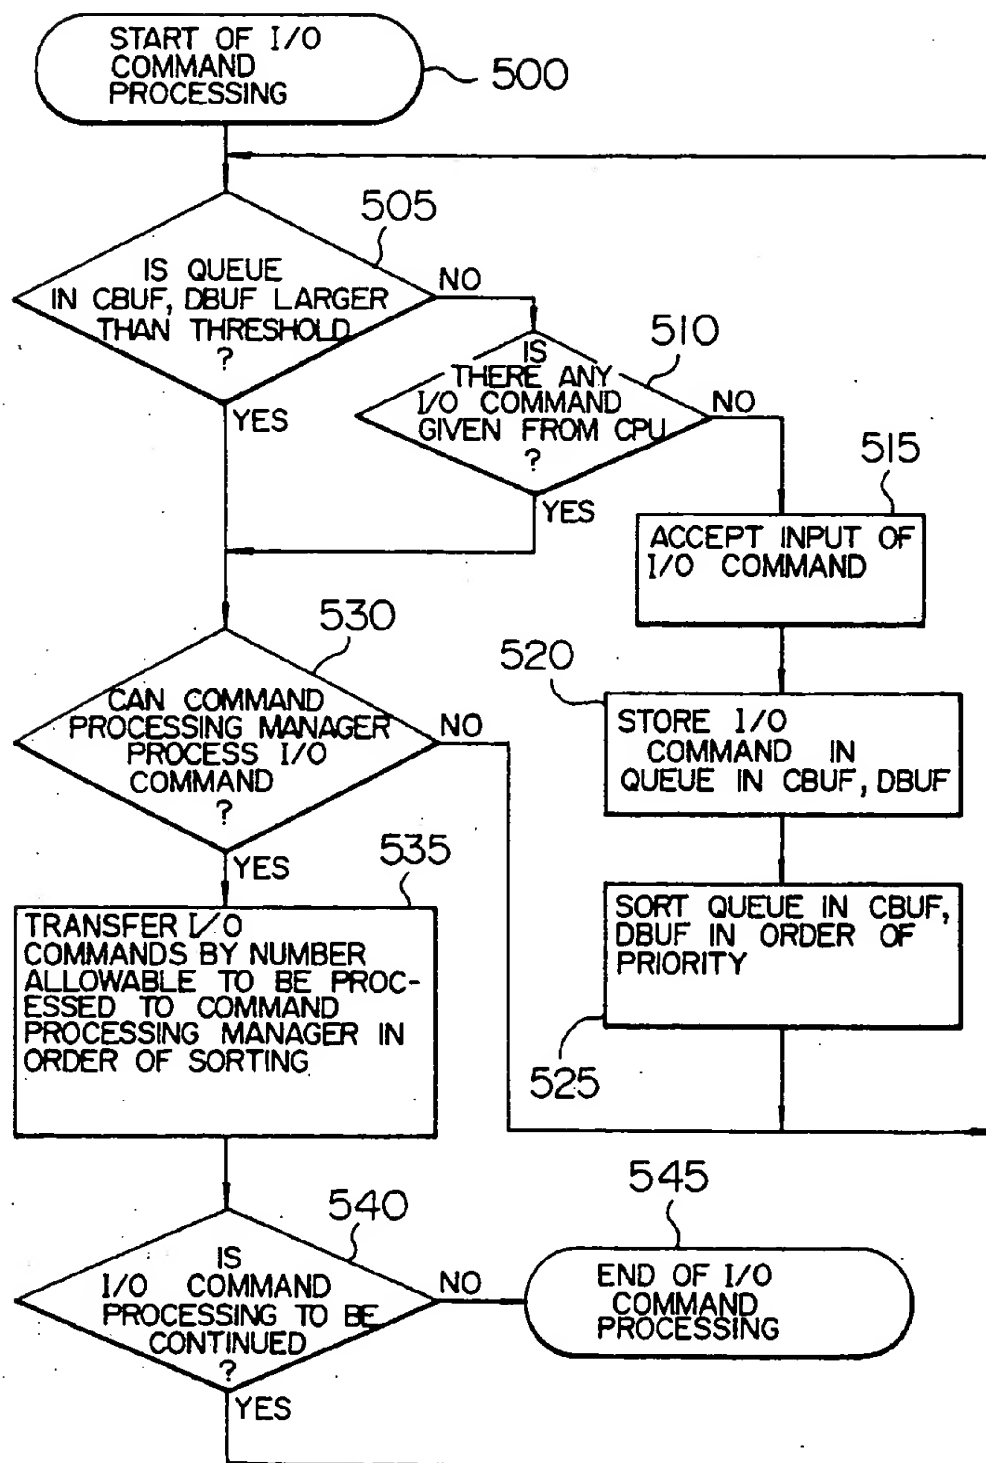 START OF I/O
COMMAND
PROCESSING
500
505
IS QUEUE
IN CBUF, DBUF LARGER
THAN THRESHOLD
?
NO
YES
510
IS
THERE ANY
I/O COMMAND
GIVEN FROM CPU
?
NO
YES
515
ACCEPT INPUT OF
I/O COMMAND
520
STORE I/O
COMMAND IN
QUEUE IN CBUF, DBUF
SORT QUEUE IN CBUF,
DBUF IN ORDER OF
PRIORITY
525
530
CAN COMMAND
PROCESSING MANAGER
PROCESS I/O
COMMAND
?
NO
YES
535
TRANSFER I/O
COMMANDS BY NUMBER
ALLOWABLE TO BE PROC-
ESSED TO COMMAND
PROCESSING MANAGER IN
ORDER OF SORTING
540
IS
I/O COMMAND
PROCESSING TO BE
CONTINUED
?
NO
YES
545
END OF I/O
COMMAND
PROCESSING